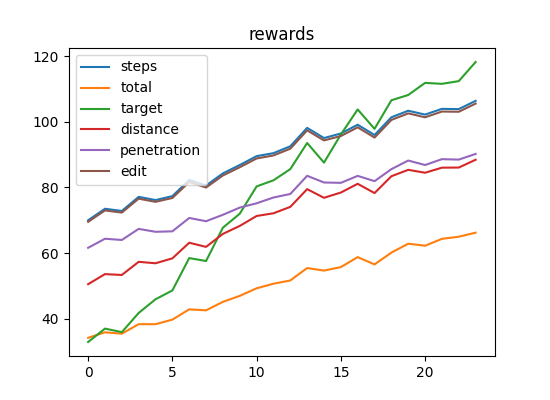 rewards
steps
total
target
distance
penetration
edit
120
100
80
60
40
0 5 10 15 20